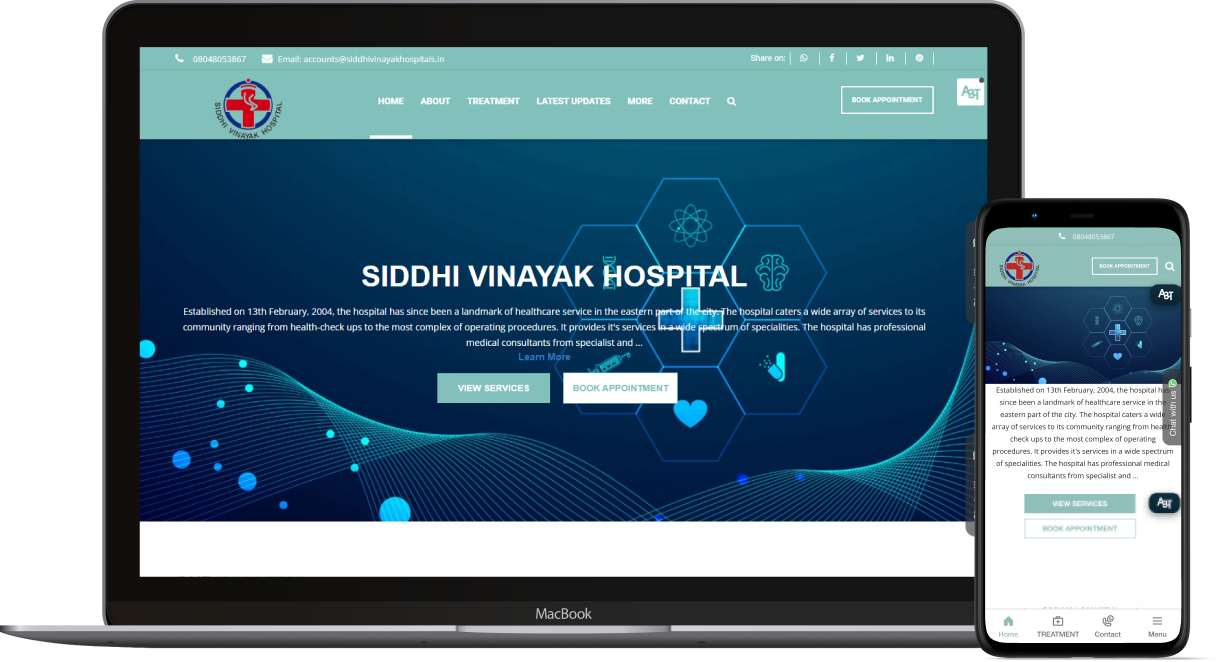 08048053867 Email: accounts@siddhivinayakhospitals.in Share on:
SIDDHI VINAYAK HOSPITAL
HOME ABOUT TREATMENT LATEST UPDATES MORE CONTACT BOOK APPOINTMENT
ABT
SIDDHI VINAYAK HOSPITAL
Established on 13th February, 2004, the hospital has since been a landmark of healthcare service in the eastern part of the city. The hospital caters a wide array of services to its
community ranging from health-check ups to the most complex of operating procedures. It provides it's services in a wide spectrum of specialities. The hospital has professional
medical consultants from specialist and ...
Learn More
VIEW SERVICES BOOK APPOINTMENT
MacBook
08048053867
SIDDHI VINAYAK HOSPITAL
BOOK APPOINTMENT
ABT
Established on 13th February, 2004, the hospital has
since been a landmark of healthcare service in the
eastern part of the city. The hospital caters a wide
array of services to its community ranging from health-
check ups to the most complex of operating
procedures. It provides it's services in a wide spectrum
of specialities. The hospital has professional medical
consultants from specialist and ...
Chat with us
VIEW SERVICES
ABT
BOOK APPOINTMENT
Home TREATMENT Contact Menu